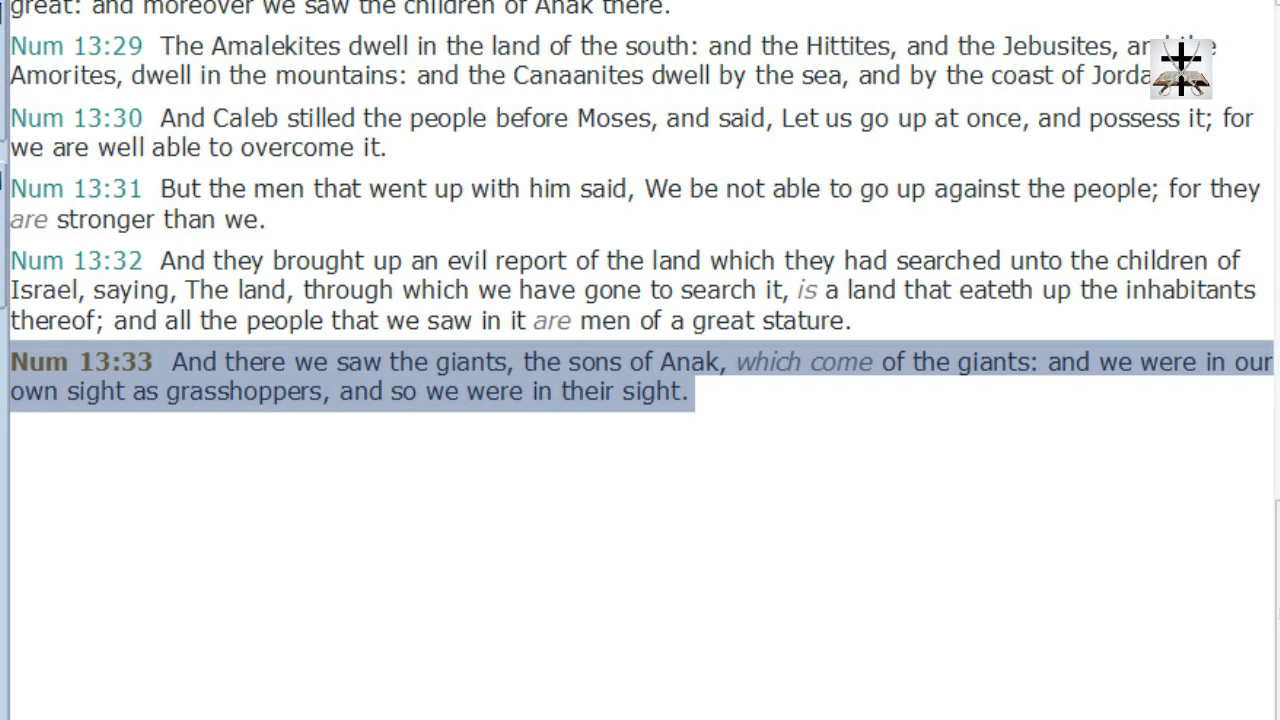 great: and moreover we saw the children of Anak there.
Num 13:29 The Amalekites dwell in the land of the south: and the Hittites, and the Jebusites, and the
Amorites, dwell in the mountains: and the Canaanites dwell by the sea, and by the coast of Jorda
Num 13:30 And Caleb stilled the people before Moses, and said, Let us go up at once, and possess it; for
we are well able to overcome it.
Num 13:31 But the men that went up with him said, We be not able to go up against the people; for they
are stronger than we.
Num 13:32 And they brought up an evil report of the land which they had searched unto the children of
Israel, saying, The land, through which we have gone to search it, is a land that eateth up the inhabitants
thereof; and all the people that we saw in it are men of a great stature.
Num 13:33 And there we saw the giants, the sons of Anak, which come of the giants: and we were in our
own sight as grasshoppers, and so we were in their sight.